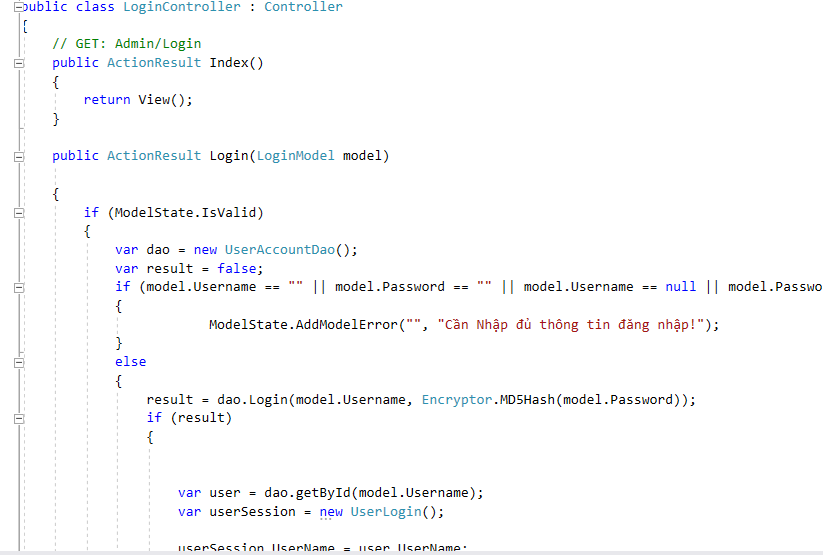 public class LoginController : Controller
{
// GET: Admin/Login
public ActionResult Index()
{
return View();
}
public ActionResult Login(LoginModel model)
{
if (ModelState.IsValid)
{
var dao = new UserAccountDao();
var result = false;
if (model.Username == "" || model.Password == "" || model.Username == null || model.Passwo
{
ModelState.AddModelError("", "Cần Nhập đủ thông tin đăng nhập!");
}
else
{
result = dao.Login(model.Username, Encryptor.MD5Hash(model.Password));
if (result)
{
var user = dao.getById(model.Username);
var userSession = new UserLogin();
userSession.UserName = user.UserName;